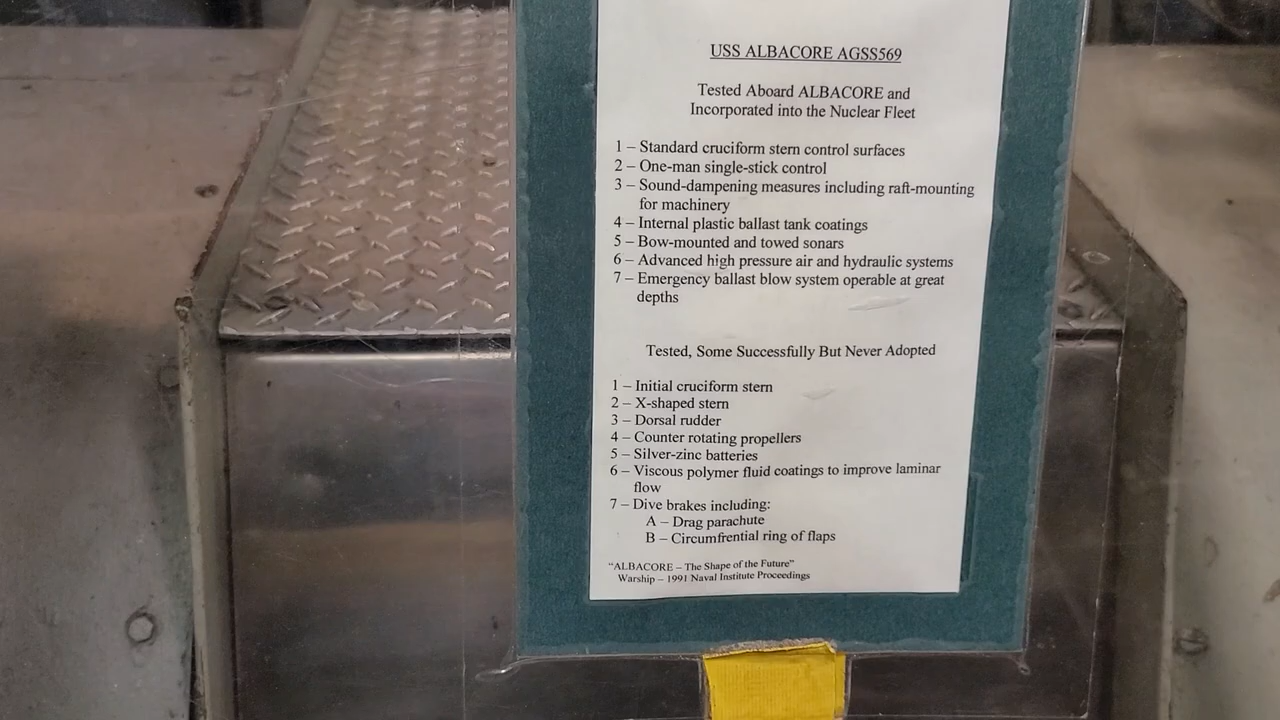 USS ALBACORE AGSS569
Tested Aboard ALBACORE and
Incorporated into the Nuclear Fleet
1 – Standard cruciform stern control surfaces
2 – One-man single-stick control
3 – Sound-dampening measures including raft-mounting
for machinery
4 – Internal plastic ballast tank coatings
5 – Bow-mounted and towed sonars
6 – Advanced high pressure air and hydraulic systems
7 – Emergency ballast blow system operable at great
depths
Tested, Some Successfully But Never Adopted
1 – Initial cruciform stern
2 – X-shaped stern
3 – Dorsal rudder
4 – Counter rotating propellers
5 – Silver-zinc batteries
6 – Viscous polymer fluid coatings to improve laminar
flow
7 – Dive brakes including:
A – Drag parachute
B – Circumfrential ring of flaps
“ALBACORE – The Shape of the Future”
Warship – 1991 Naval Institute Proceedings